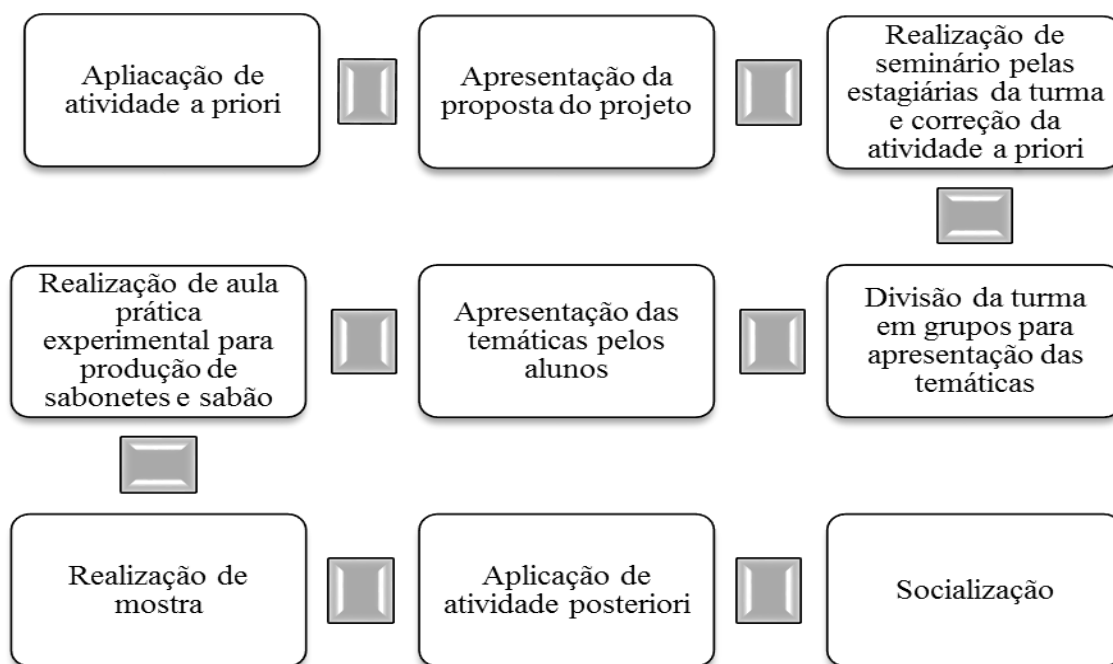 Apliacação de
atividade a priori
Apresentação da
proposta do projeto
Realização de
seminário pelas
estagiárias da turma
e correção da
atividade a priori
Divisão da turma
em grupos para
apresentação das
temáticas
Apresentação das
temáticas pelos
alunos
Realização de aula
prática
experimental para
produção de
sabonetes e sabão
Realização de
mostra
Aplicação de
atividade posteriori
Socialização